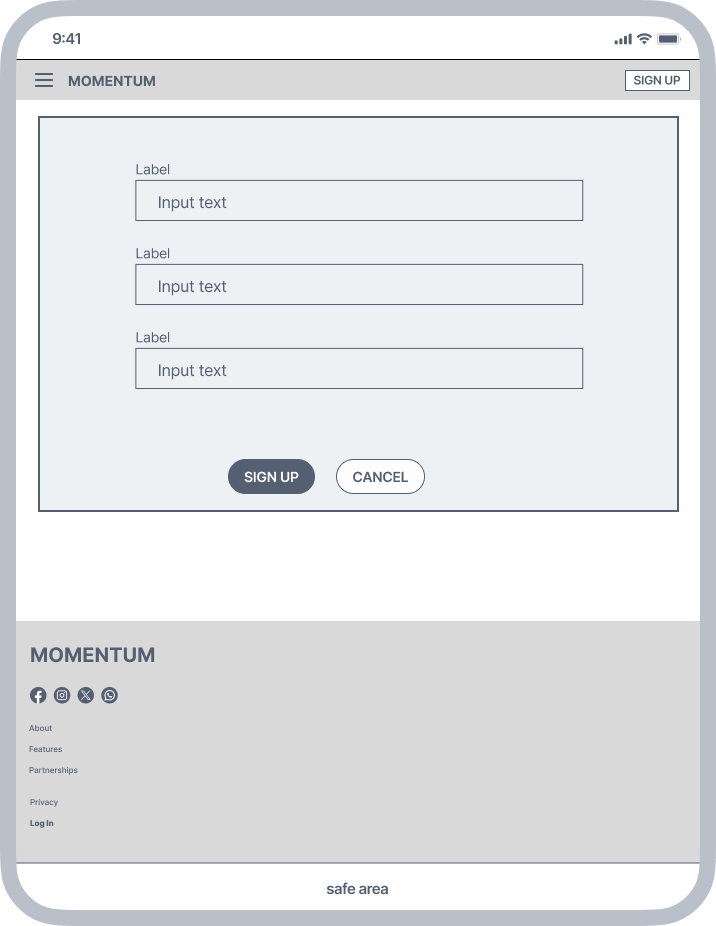 9:41
MOMENTUM
SIGN UP
Label
Input text
Label
Input text
Label
Input text
SIGN UP
CANCEL
MOMENTUM
About
Features
Partnerships
Privacy
Log In
safe area